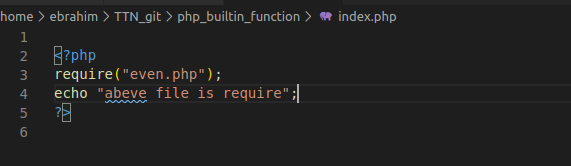 home > ebrahim > TTN_git > php_builtin_function > index.php
1
2 <?php
3 require("even.php");
4 echo "abeve file is require";
5 ?>
6